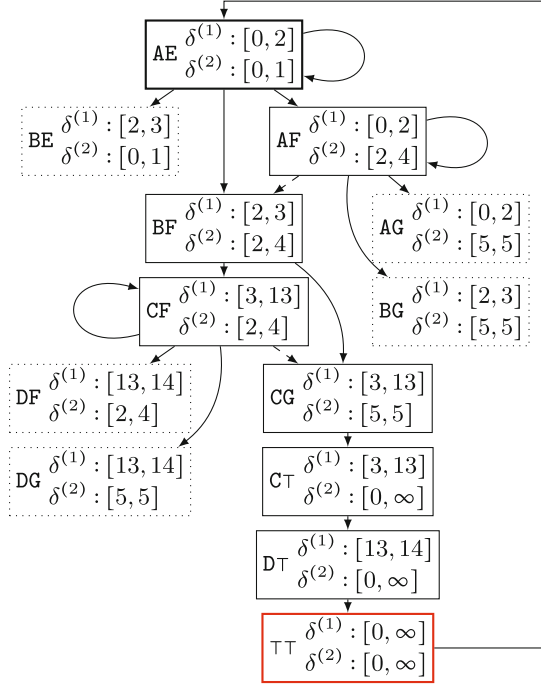 AE δ⁽¹⁾ : [0, 2]
δ⁽²⁾ : [0, 1]
BE δ⁽¹⁾ : [2, 3]
δ⁽²⁾ : [0, 1]
AF δ⁽¹⁾ : [0, 2]
δ⁽²⁾ : [2, 4]
BF δ⁽¹⁾ : [2, 3]
δ⁽²⁾ : [2, 4]
AG δ⁽¹⁾ : [0, 2]
δ⁽²⁾ : [5, 5]
CF δ⁽¹⁾ : [3, 13]
δ⁽²⁾ : [2, 4]
BG δ⁽¹⁾ : [2, 3]
δ⁽²⁾ : [5, 5]
DF δ⁽¹⁾ : [13, 14]
δ⁽²⁾ : [2, 4]
CG δ⁽¹⁾ : [3, 13]
δ⁽²⁾ : [5, 5]
DG δ⁽¹⁾ : [13, 14]
δ⁽²⁾ : [5, 5]
C⊤ δ⁽¹⁾ : [3, 13]
δ⁽²⁾ : [0, ∞]
D⊤ δ⁽¹⁾ : [13, 14]
δ⁽²⁾ : [0, ∞]
⊤⊤ δ⁽¹⁾ : [0, ∞]
δ⁽²⁾ : [0, ∞]